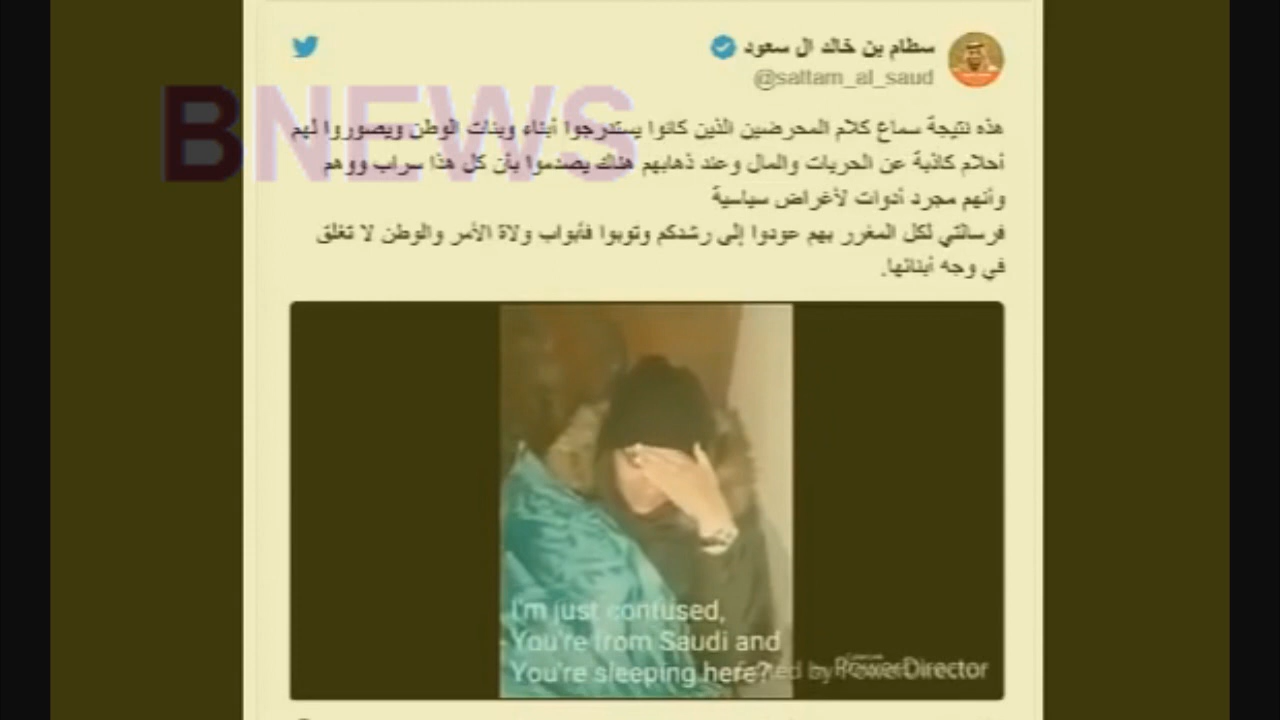 سطام بن خالد ال سعود
@sattam_al_saud
BNEWS
هذه نتيجة سماع كلام المحرضين الذين كانوا يستدرجوا أبناء وبنات الوطن ويصوروا لهم
أحلام كاذبة عن الحريات والمال وعند ذهابهم هناك يصدموا بأن كل هذا سراب ووهم
وأنهم مجرد أدوات لأغراض سياسية
فرسالتي لكل المغرر بهم عودوا إلى رشدكم وتوبوا فأبواب ولاة الأمر والوطن لا تغلق
في وجه أبنائها.
I'm just confused,
You're from Saudi and
You're sleeping here?
PowerDirector